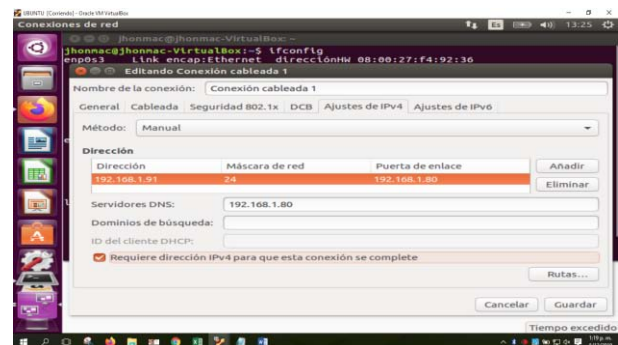 UBUNTU (Corriendo) - Oracle VM VirtualBox
Conexiones de red
Es
13:25
jhonmac@jhonmac-VirtualBox: ~
jhonmac@jhonmac-VirtualBox:~$ ifconfig
enp0s3 Link encap:Ethernet direcciónHW 08:00:27:f4:92:36
Editando Conexión cableada 1
Nombre de la conexión: Conexión cableada 1
General Cableada Seguridad 802.1x DCB Ajustes de IPv4 Ajustes de IPv6
Método: Manual
Dirección
Dirección Máscara de red Puerta de enlace Añadir
192.168.1.91 24 192.168.1.80
Eliminar
Servidores DNS: 192.168.1.80
Dominios de búsqueda:
ID del cliente DHCP:
Requiere dirección IPv4 para que esta conexión se complete
Rutas...
Cancelar Guardar
Tiempo excedido
1:19 p.m.